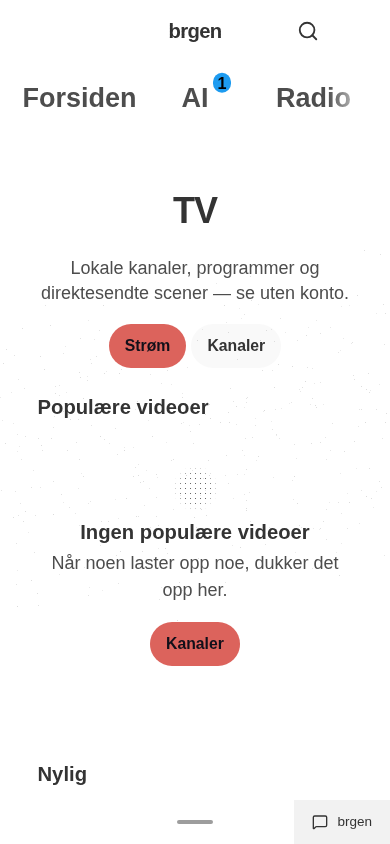 brgen
Forsiden AI 1 Radio
TV
Lokale kanaler, programmer og
direktesendte scener — se uten konto.
Strøm Kanaler
Populære videoer
Ingen populære videoer
Når noen laster opp noe, dukker det
opp her.
Kanaler
Nylig
brgen